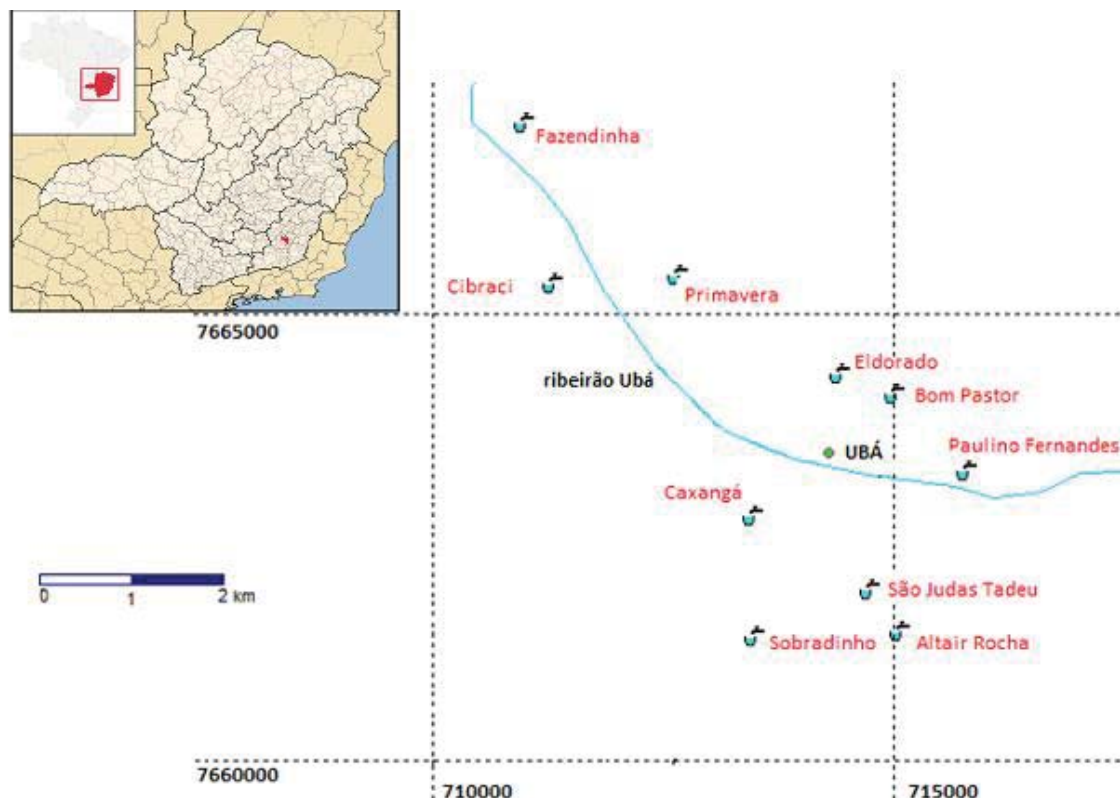 Fazendinha
Cibraci
Primavera
7665000
Eldorado
ribeirão Ubá
Bom Pastor
UBÁ
Paulino Fernandes
Caxangá
0 1 2 km
São Judas Tadeu
Sobradinho
Altair Rocha
7660000
710000
715000